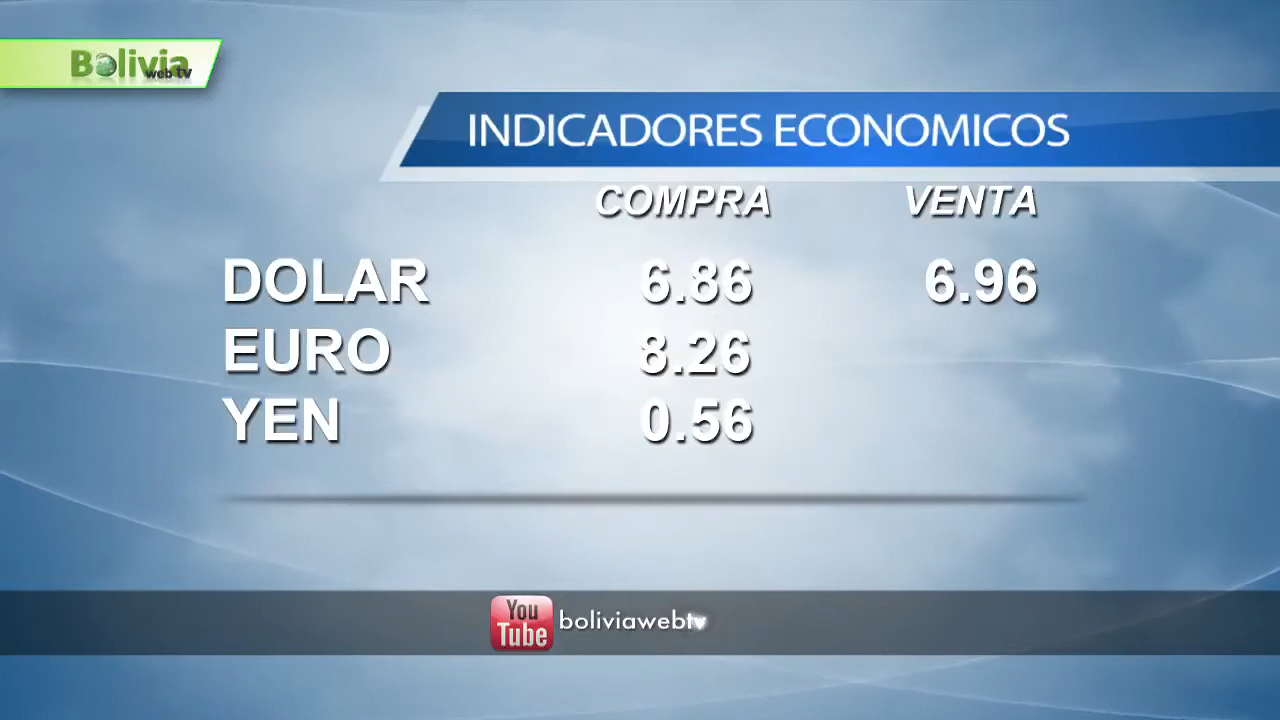 Bolivia
web tv
INDICADORES ECONOMICOS
COMPRA VENTA
DOLAR 6.86 6.96
EURO 8.26
YEN 0.56
You Tube boliviawebtv